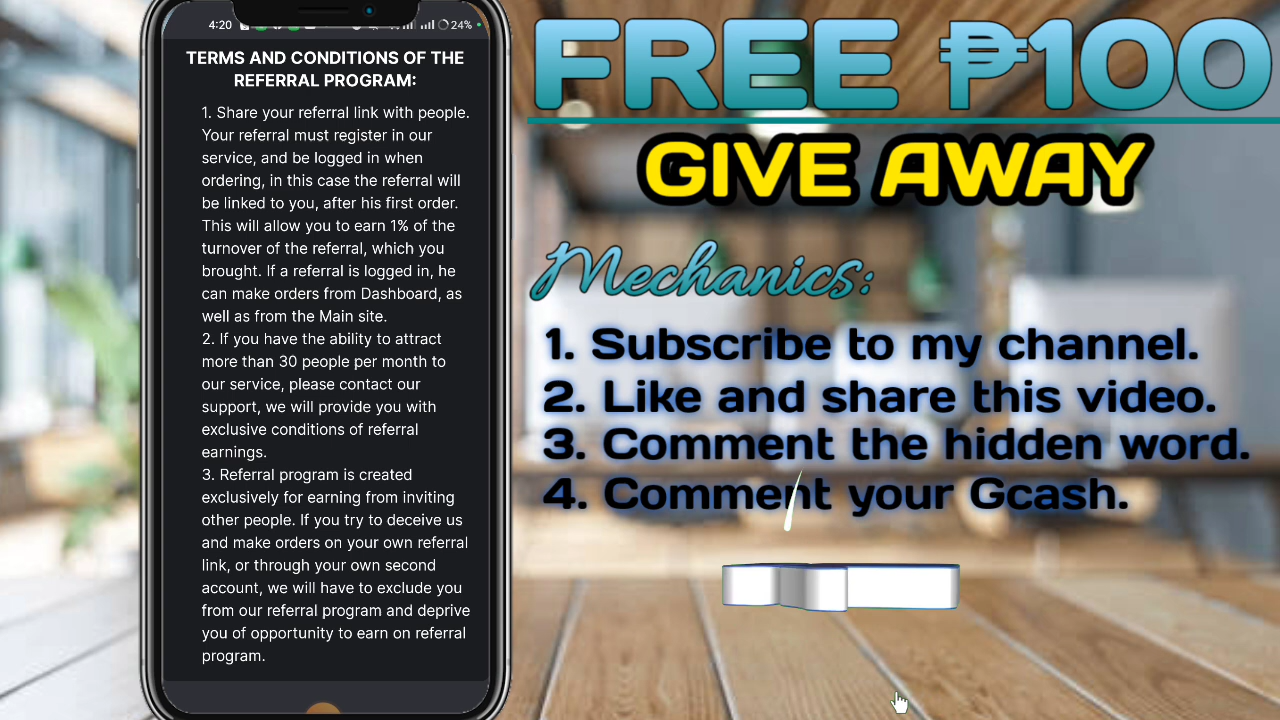 4:20
24%
TERMS AND CONDITIONS OF THE
REFERRAL PROGRAM:
1. Share your referral link with people.
Your referral must register in our
service, and be logged in when
ordering, in this case the referral will
be linked to you, after his first order.
This will allow you to earn 1% of the
turnover of the referral, which you
brought. If a referral is logged in, he
can make orders from Dashboard, as
well as from the Main site.
2. If you have the ability to attract
more than 30 people per month to
our service, please contact our
support, we will provide you with
exclusive conditions of referral
earnings.
3. Referral program is created
exclusively for earning from inviting
other people. If you try to deceive us
and make orders on your own referral
link, or through your own second
account, we will have to exclude you
from our referral program and deprive
you of opportunity to earn on referral
program.
FREE ₱100
GIVE AWAY
Mechanics:
1. Subscribe to my channel.
2. Like and share this video.
3. Comment the hidden word.
4. Comment your Gcash.